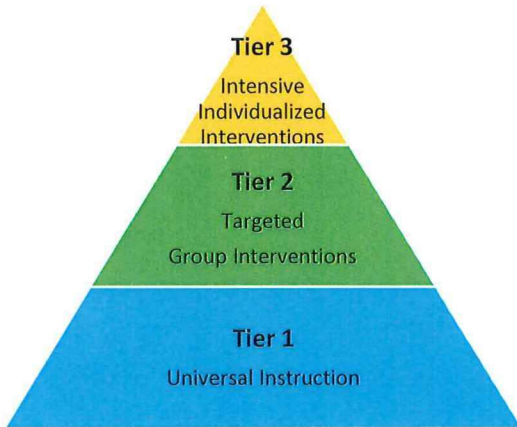 Tier 3
Intensive
Individualized
Interventions
Tier 2
Targeted
Group Interventions
Tier 1
Universal Instruction